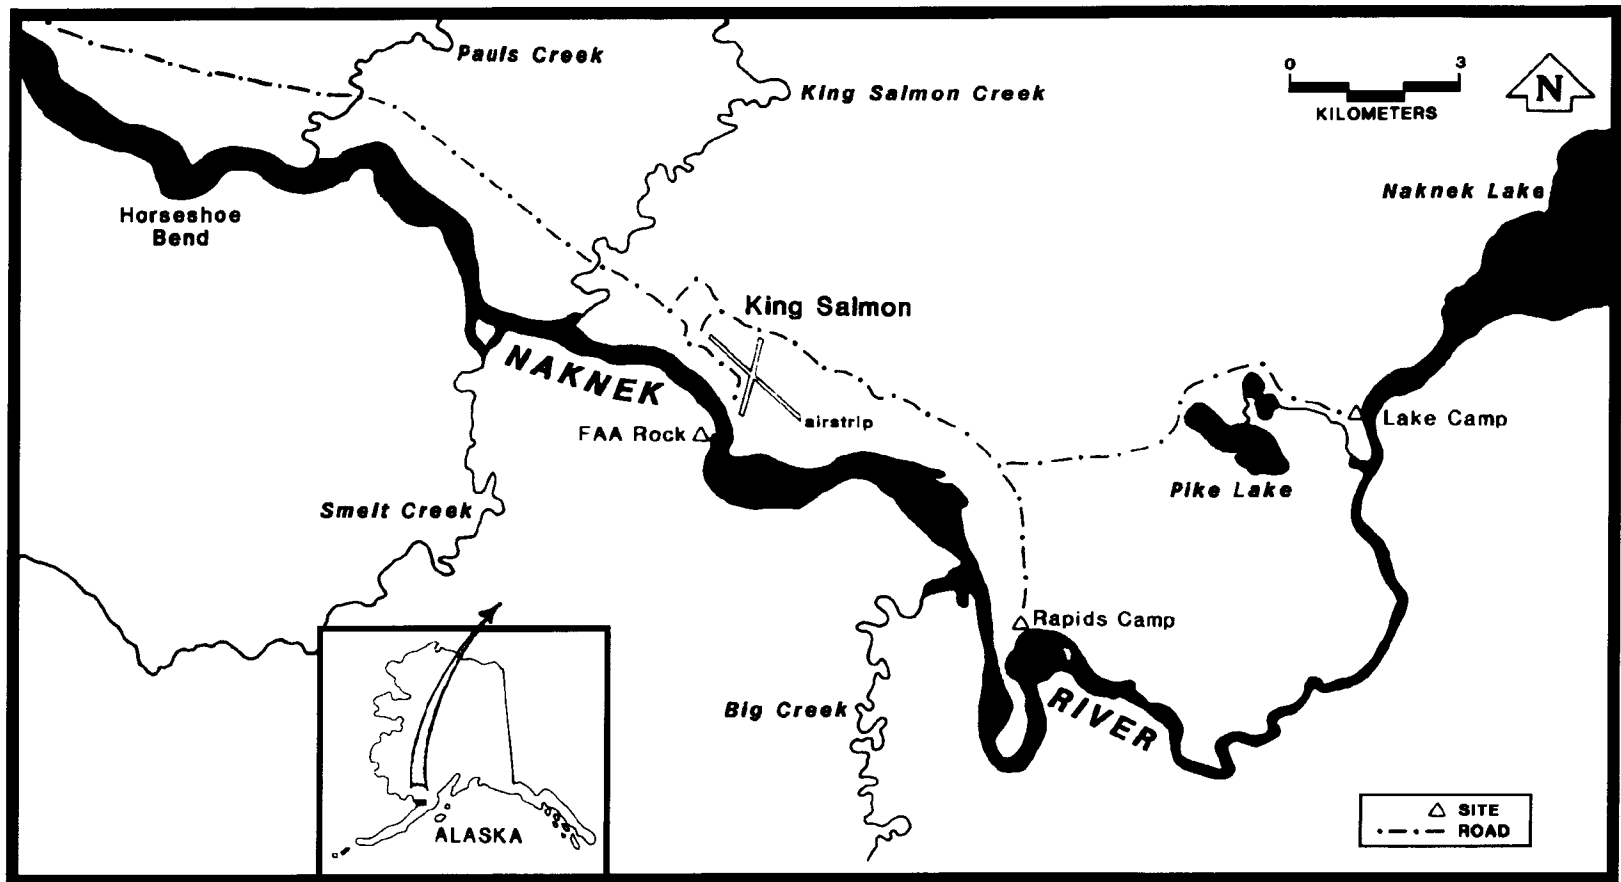 Pauls Creek
King Salmon Creek
0 3
KILOMETERS
N
Naknek Lake
Horseshoe
Bend
King Salmon
NAKNEK
airstrip
FAA Rock
Lake Camp
Pike Lake
Smelt Creek
Rapids Camp
Big Creek
RIVER
ALASKA
SITE
ROAD